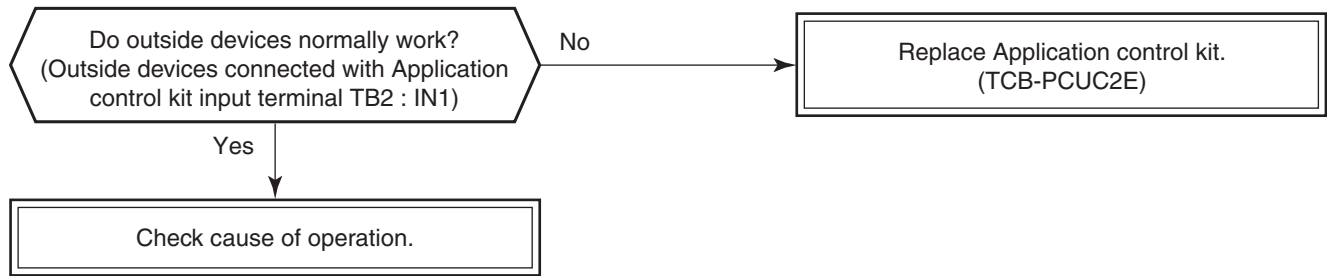 Do outside devices normally work?
(Outside devices connected with Application
control kit input terminal TB2 : IN1)
No
Replace Application control kit.
(TCB-PCUC2E)
Yes
Check cause of operation.